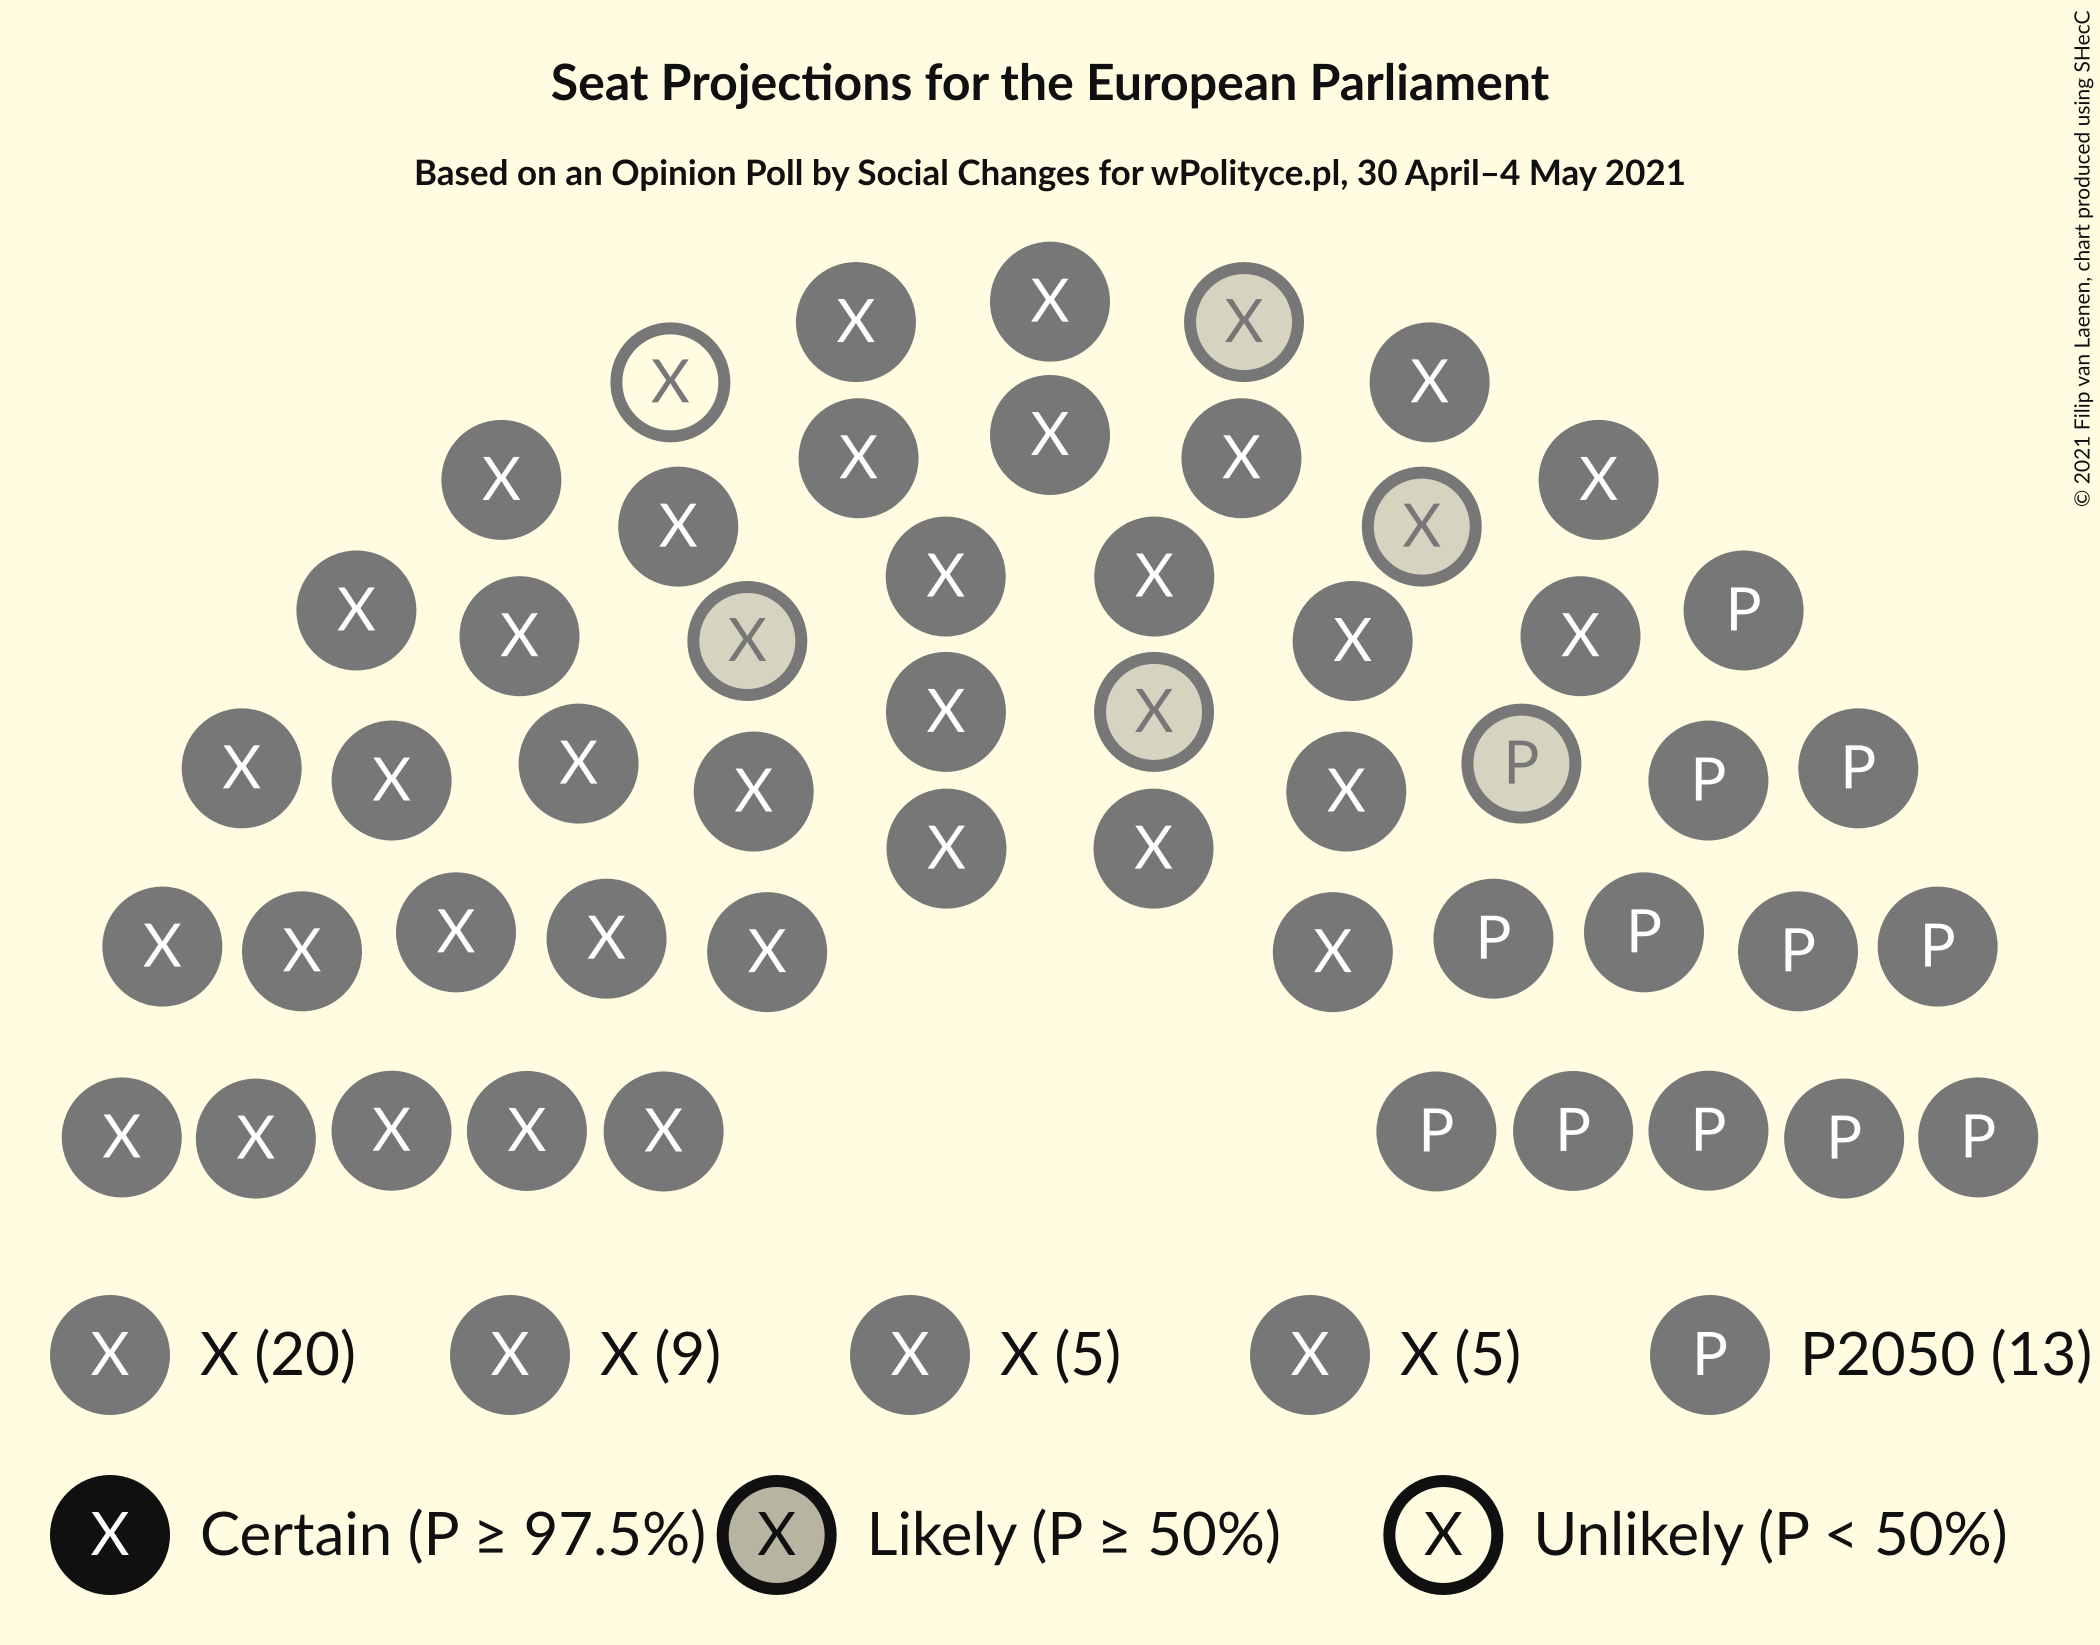 Seat Projections for the European Parliament
Based on an Opinion Poll by Social Changes for wPolityce.pl, 30 April–4 May 2021
© 2021 Filip van Laenen, chart produced using SHecC
X
X X
X X
X
X X
X X
X X
X X
X X
X X
X X P
X X
X X
P
X X P P
X X
X X
X X X P P P P
X X
X X X X X P P P P P
X X (20) X X (9) X X (5) X X (5) P P2050 (13)
X Certain (P ≥ 97.5%) X Likely (P ≥ 50%) X Unlikely (P < 50%)